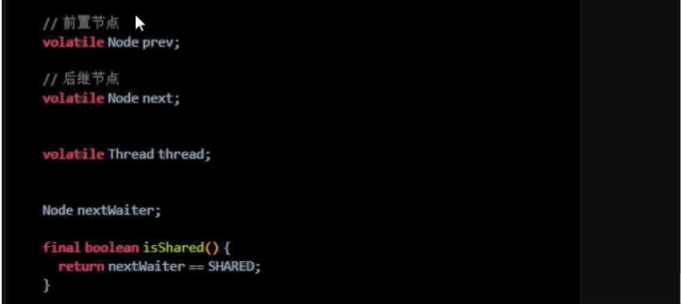 // 前置节点
volatile Node prev;
// 后继节点
volatile Node next;
volatile Thread thread;
Node nextWaiter;
final boolean isShared() {
return nextWaiter == SHARED;
}